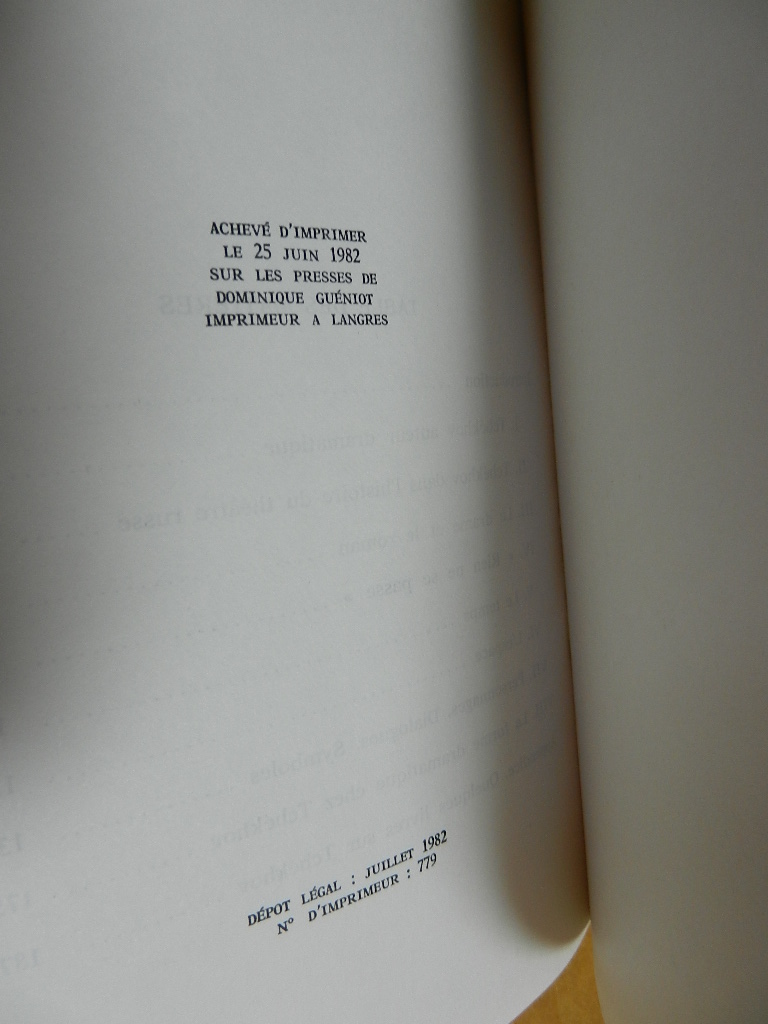 ACHEVÉ D'IMPRIMER
LE 25 JUIN 1982
SUR LES PRESSES DE
DOMINIQUE GUÉNIOT
IMPRIMEUR A LANGRES
DÉPOT LÉGAL : JUILLET 1982
N° D'IMPRIMEUR : 779